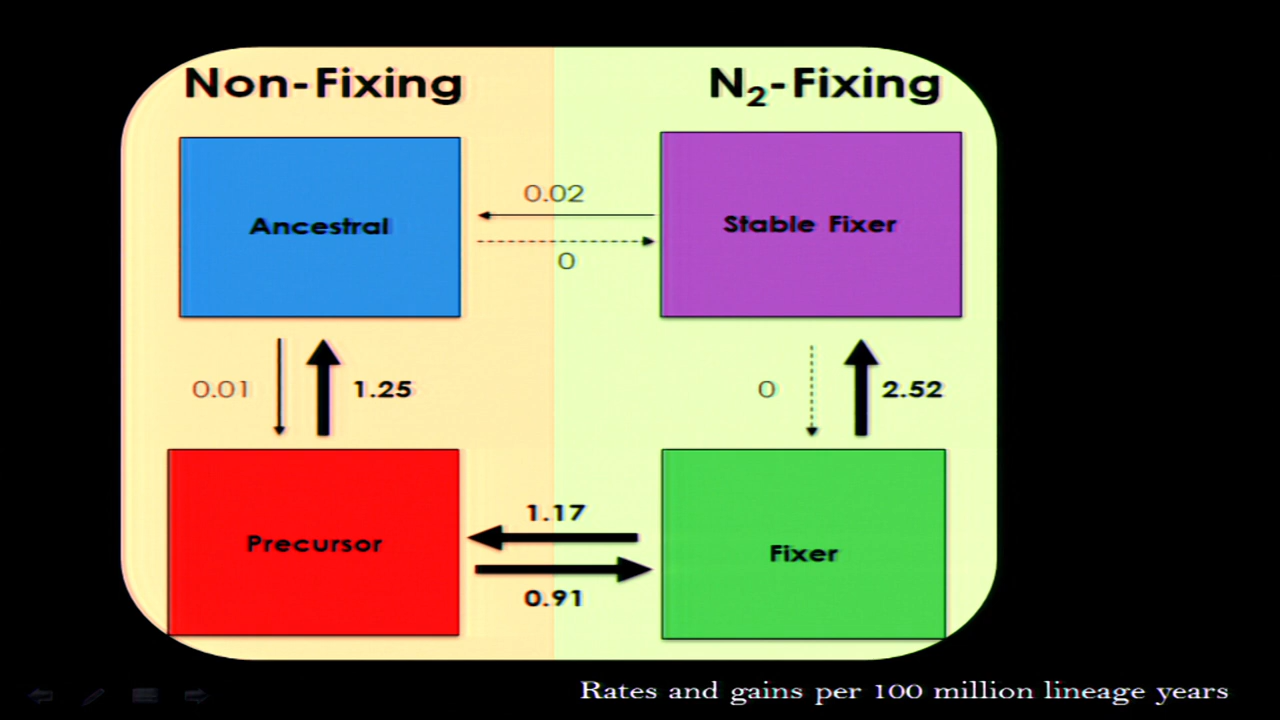 Non-Fixing
N₂-Fixing
Ancestral
0.02
0
Stable Fixer
0.01
1.25
0
2.52
Precursor
1.17
0.91
Fixer
Rates and gains per 100 million lineage years